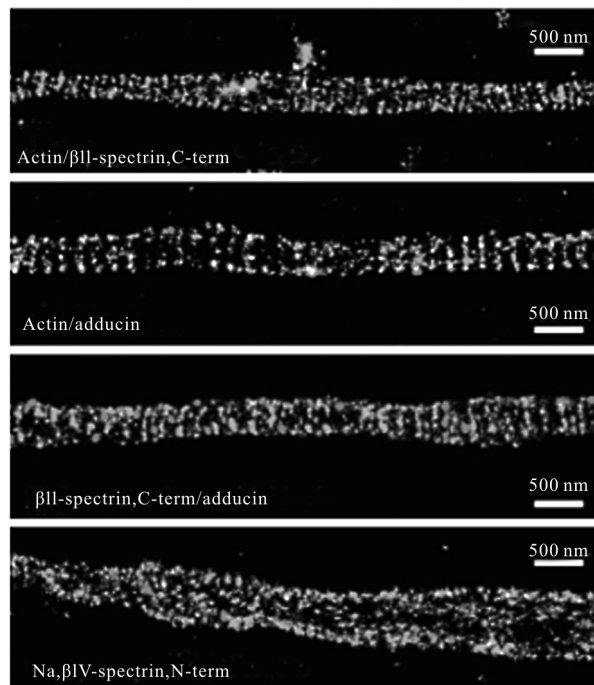 500 nm
Actin/βII-spectrin,C-term
500 nm
Actin/adducin
500 nm
βII-spectrin,C-term/adducin
500 nm
Na,βIV-spectrin,N-term